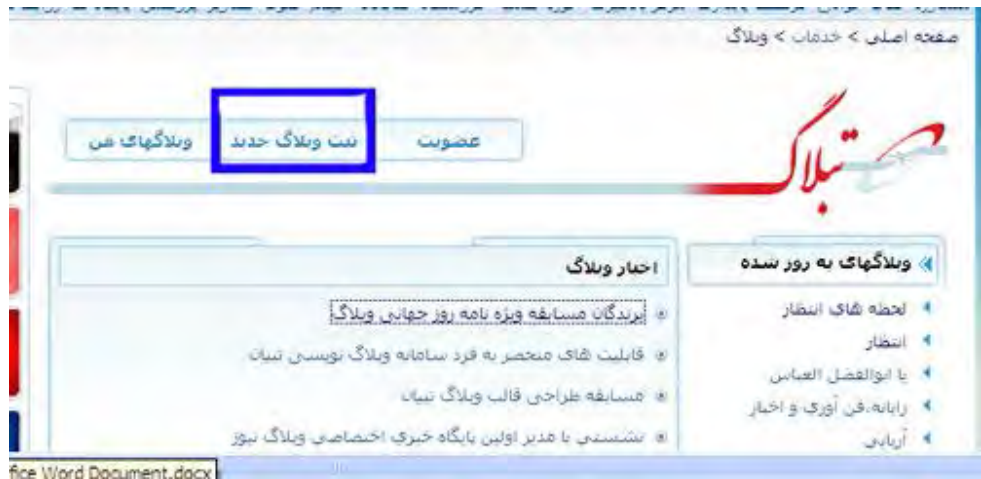 صفحه اصلی > خدمات > وبلاگ
عضویت
ثبت وبلاگ جدید
وبلاگهای من
تبلاگ
وبلاگهای به روز شده
لحظه های انتظار
انتظار
یا ابوالفضل العباس
رایانه،فن آوری و اخبار
آریایی
اخبار وبلاگ
برندگان مسابقه ویژه نامه روز جهانی وبلاگ
قابلیت های منحصر به فرد سامانه وبلاگ نویسی تبیان
مسابقه طراحی قالب وبلاگ تبیان
نشستی با مدیر اولین پایگاه خبری اختصاصی وبلاگ نیوز
ffice Word Document.docx